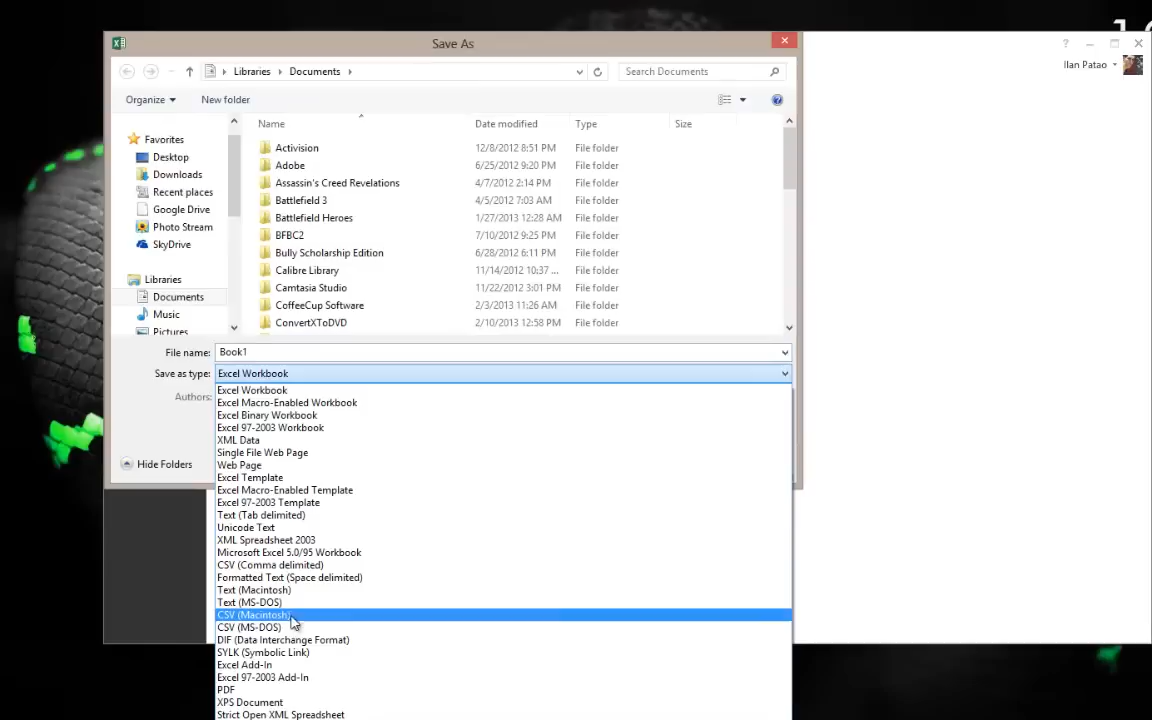 Save As
Ilan Patao
Libraries
Documents
Search Documents
Organize
New folder
Name
Date modified
Type
Size
Favorites
Desktop
Downloads
Recent places
Google Drive
Photo Stream
SkyDrive
Libraries
Documents
Music
Pictures
Activision 12/8/2012 8:51 PM File folder
Adobe 6/25/2012 9:20 PM File folder
Assassin's Creed Revelations 4/7/2012 2:14 PM File folder
Battlefield 3 4/5/2012 7:03 AM File folder
Battlefield Heroes 1/27/2013 12:28 AM File folder
BFBC2 7/10/2012 9:25 PM File folder
Bully Scholarship Edition 6/28/2012 6:11 PM File folder
Calibre Library 11/14/2012 10:37 ... File folder
Camtasia Studio 11/22/2012 3:01 PM File folder
CoffeeCup Software 2/3/2013 11:26 AM File folder
ConvertXToDVD 2/10/2013 12:58 PM File folder
File name: Book1
Save as type: Excel Workbook
Authors:
Hide Folders
Excel Workbook
Excel Macro-Enabled Workbook
Excel Binary Workbook
Excel 97-2003 Workbook
XML Data
Single File Web Page
Web Page
Excel Template
Excel Macro-Enabled Template
Excel 97-2003 Template
Text (Tab delimited)
Unicode Text
XML Spreadsheet 2003
Microsoft Excel 5.0/95 Workbook
CSV (Comma delimited)
Formatted Text (Space delimited)
Text (Macintosh)
Text (MS-DOS)
CSV (Macintosh)
CSV (MS-DOS)
DIF (Data Interchange Format)
SYLK (Symbolic Link)
Excel Add-In
Excel 97-2003 Add-In
PDF
XPS Document
Strict Open XML Spreadsheet